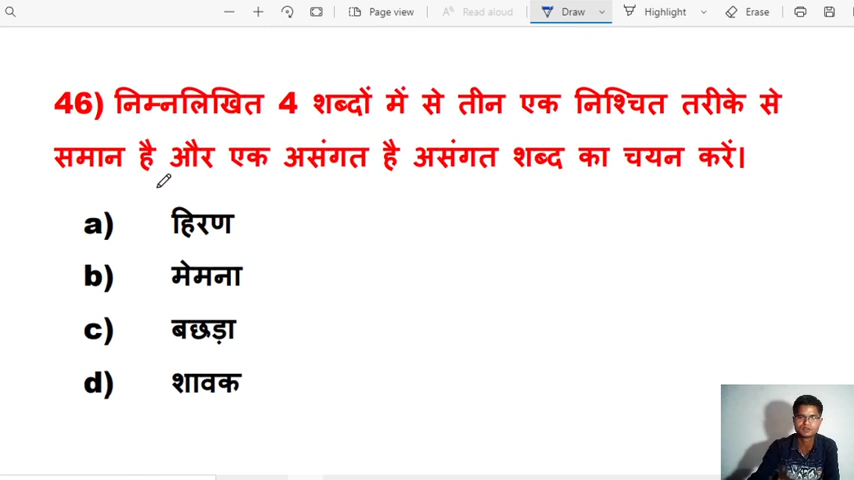 Page view Read aloud Draw Highlight Erase
46) निम्नलिखित 4 शब्दों में से तीन एक निश्चित तरीके से
समान है और एक असंगत है असंगत शब्द का चयन करें।
a) हिरण
b) मेमना
c) बछड़ा
d) शावक